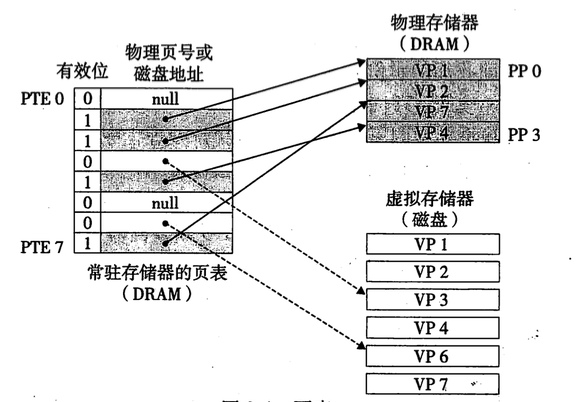 物理页号或
磁盘地址
有效位
PTE 0
0
null
1
1
0
1
0
null
0
PTE 7
1
常驻存储器的页表
(DRAM)
物理存储器
(DRAM)
VP 1
PP 0
VP 2
VP 7
VP 4
PP 3
虚拟存储器
(磁盘)
VP 1
VP 2
VP 3
VP 4
VP 6
VP 7